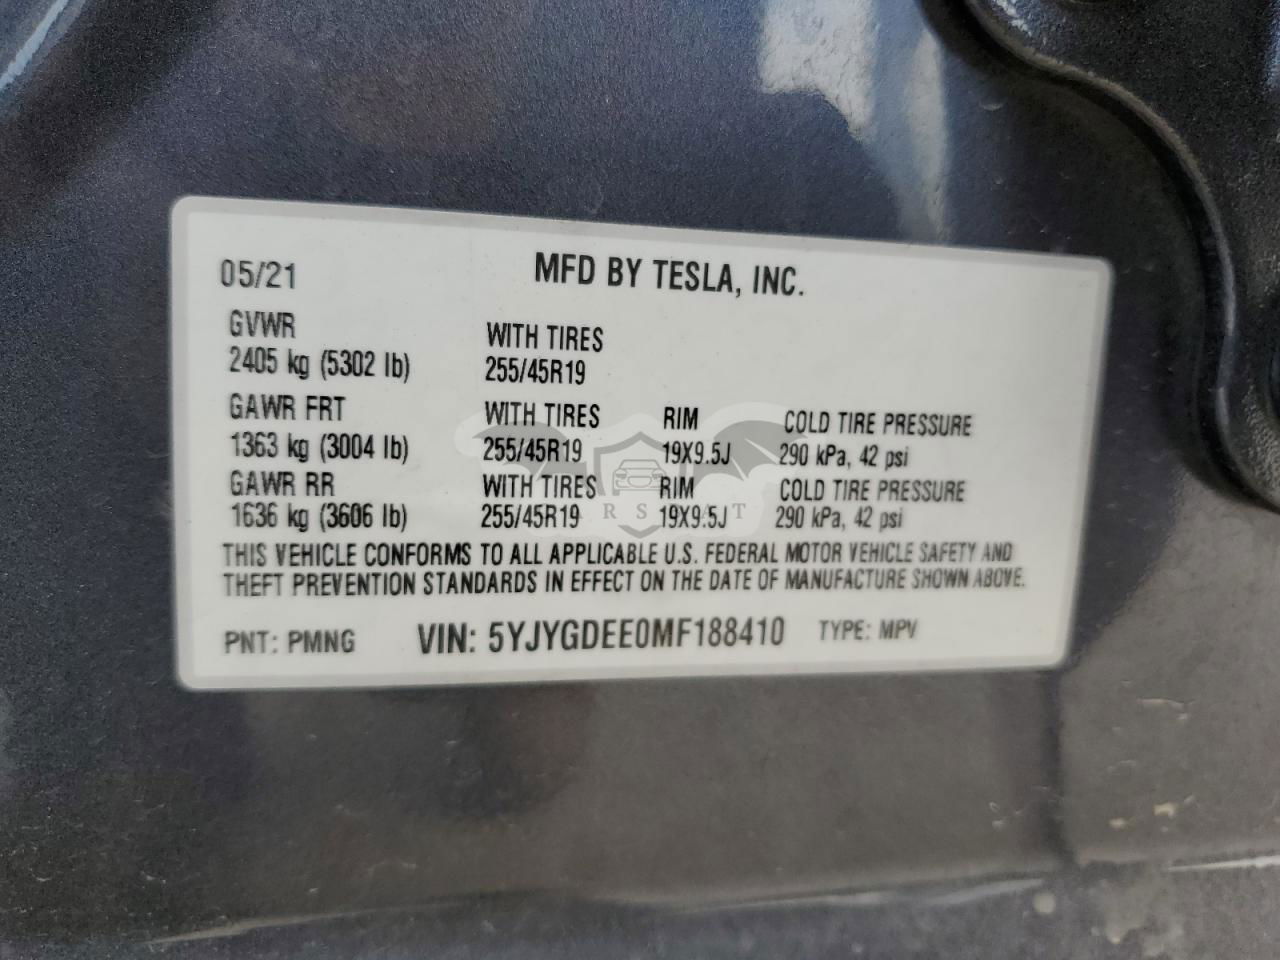 05/21 MFD BY TESLA, INC.
GVWR WITH TIRES
2405 kg (5302 lb) 255/45R19
GAWR FRT WITH TIRES RIM COLD TIRE PRESSURE
1363 kg (3004 lb) 255/45R19 19X9.5J 290 kPa, 42 psi
GAWR RR WITH TIRES RIM COLD TIRE PRESSURE
1636 kg (3606 lb) 255/45R19 19X9.5J 290 kPa, 42 psi
THIS VEHICLE CONFORMS TO ALL APPLICABLE U.S. FEDERAL MOTOR VEHICLE SAFETY AND
THEFT PREVENTION STANDARDS IN EFFECT ON THE DATE OF MANUFACTURE SHOWN ABOVE.
PNT: PMNG VIN: 5YJYGDEE0MF188410 TYPE: MPV